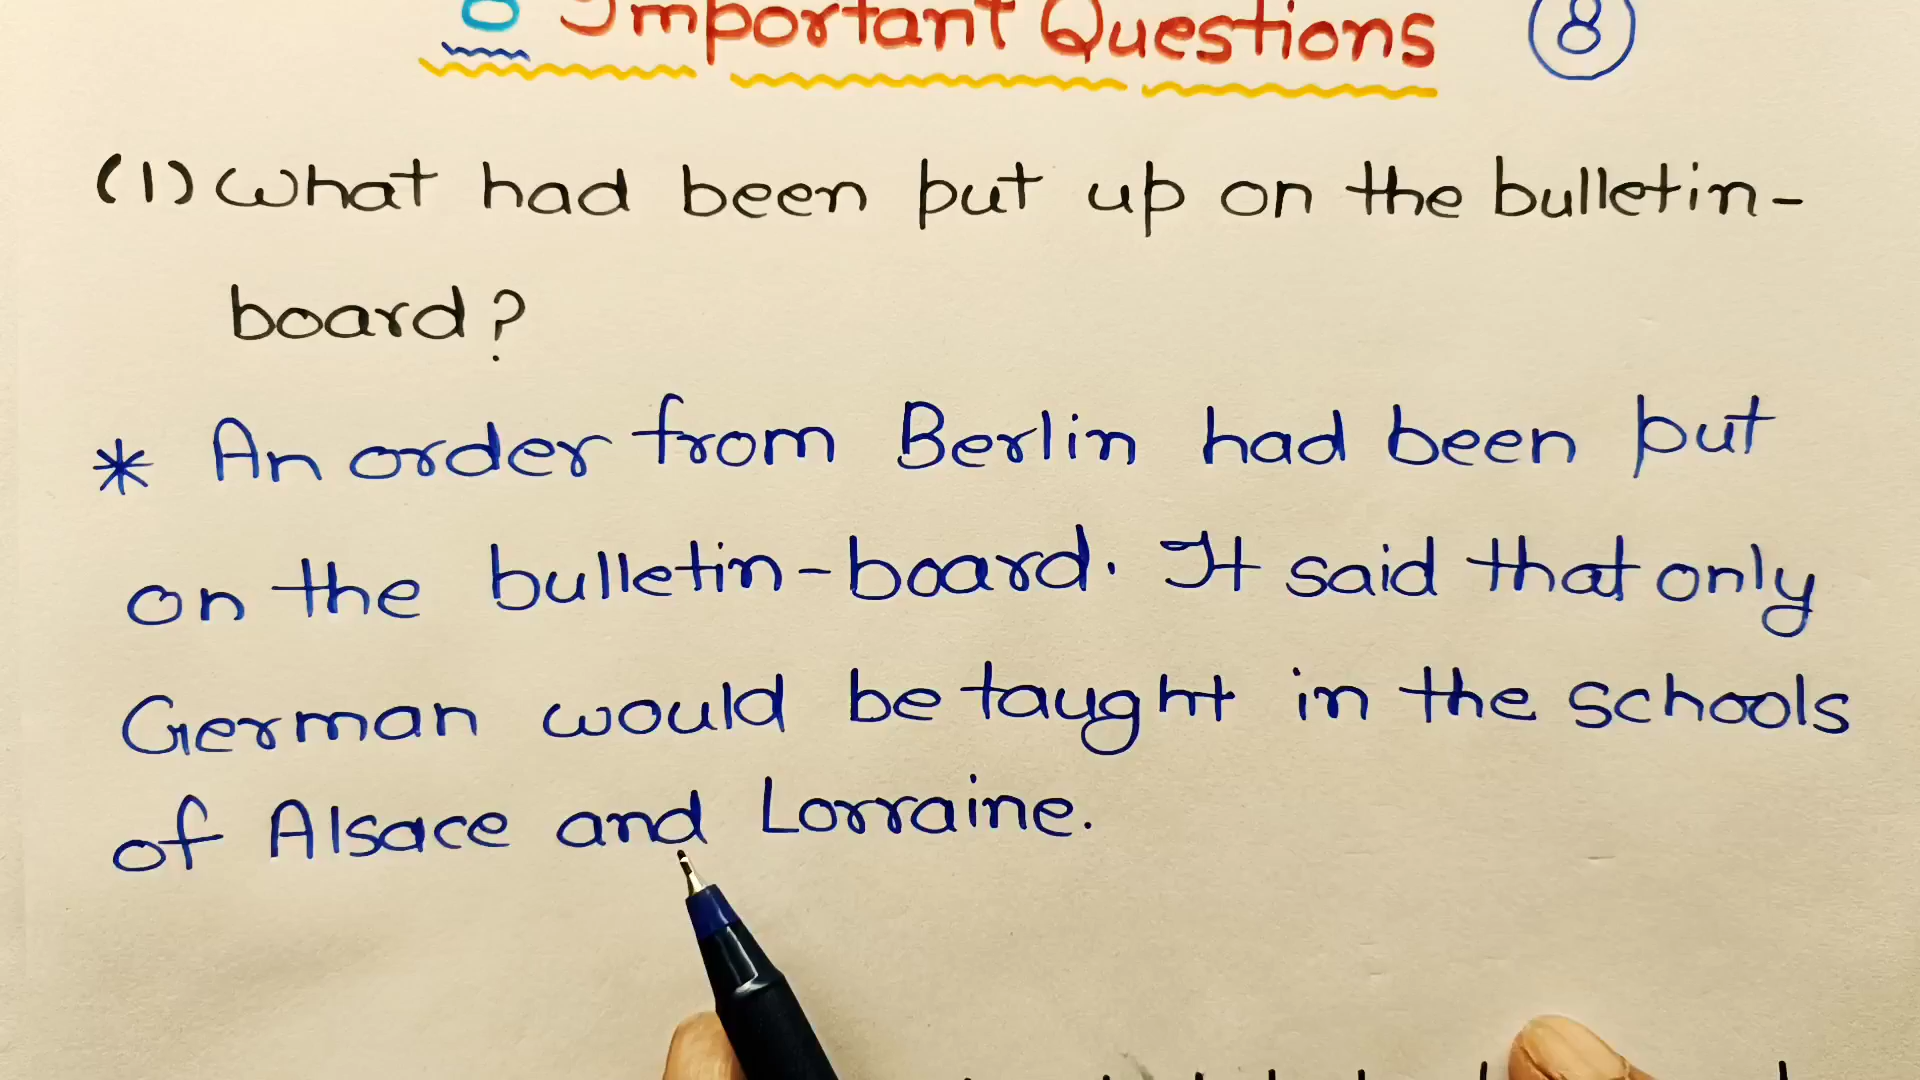 8 Important Questions 8
(1) What had been put up on the bulletin-
board?
* An order from Berlin had been put
on the bulletin-board. It said that only
German would be taught in the schools
of Alsace and Lorraine.